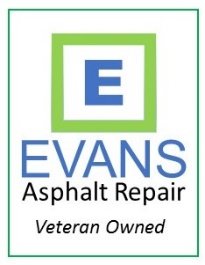 E
EVANS
Asphalt Repair
Veteran Owned